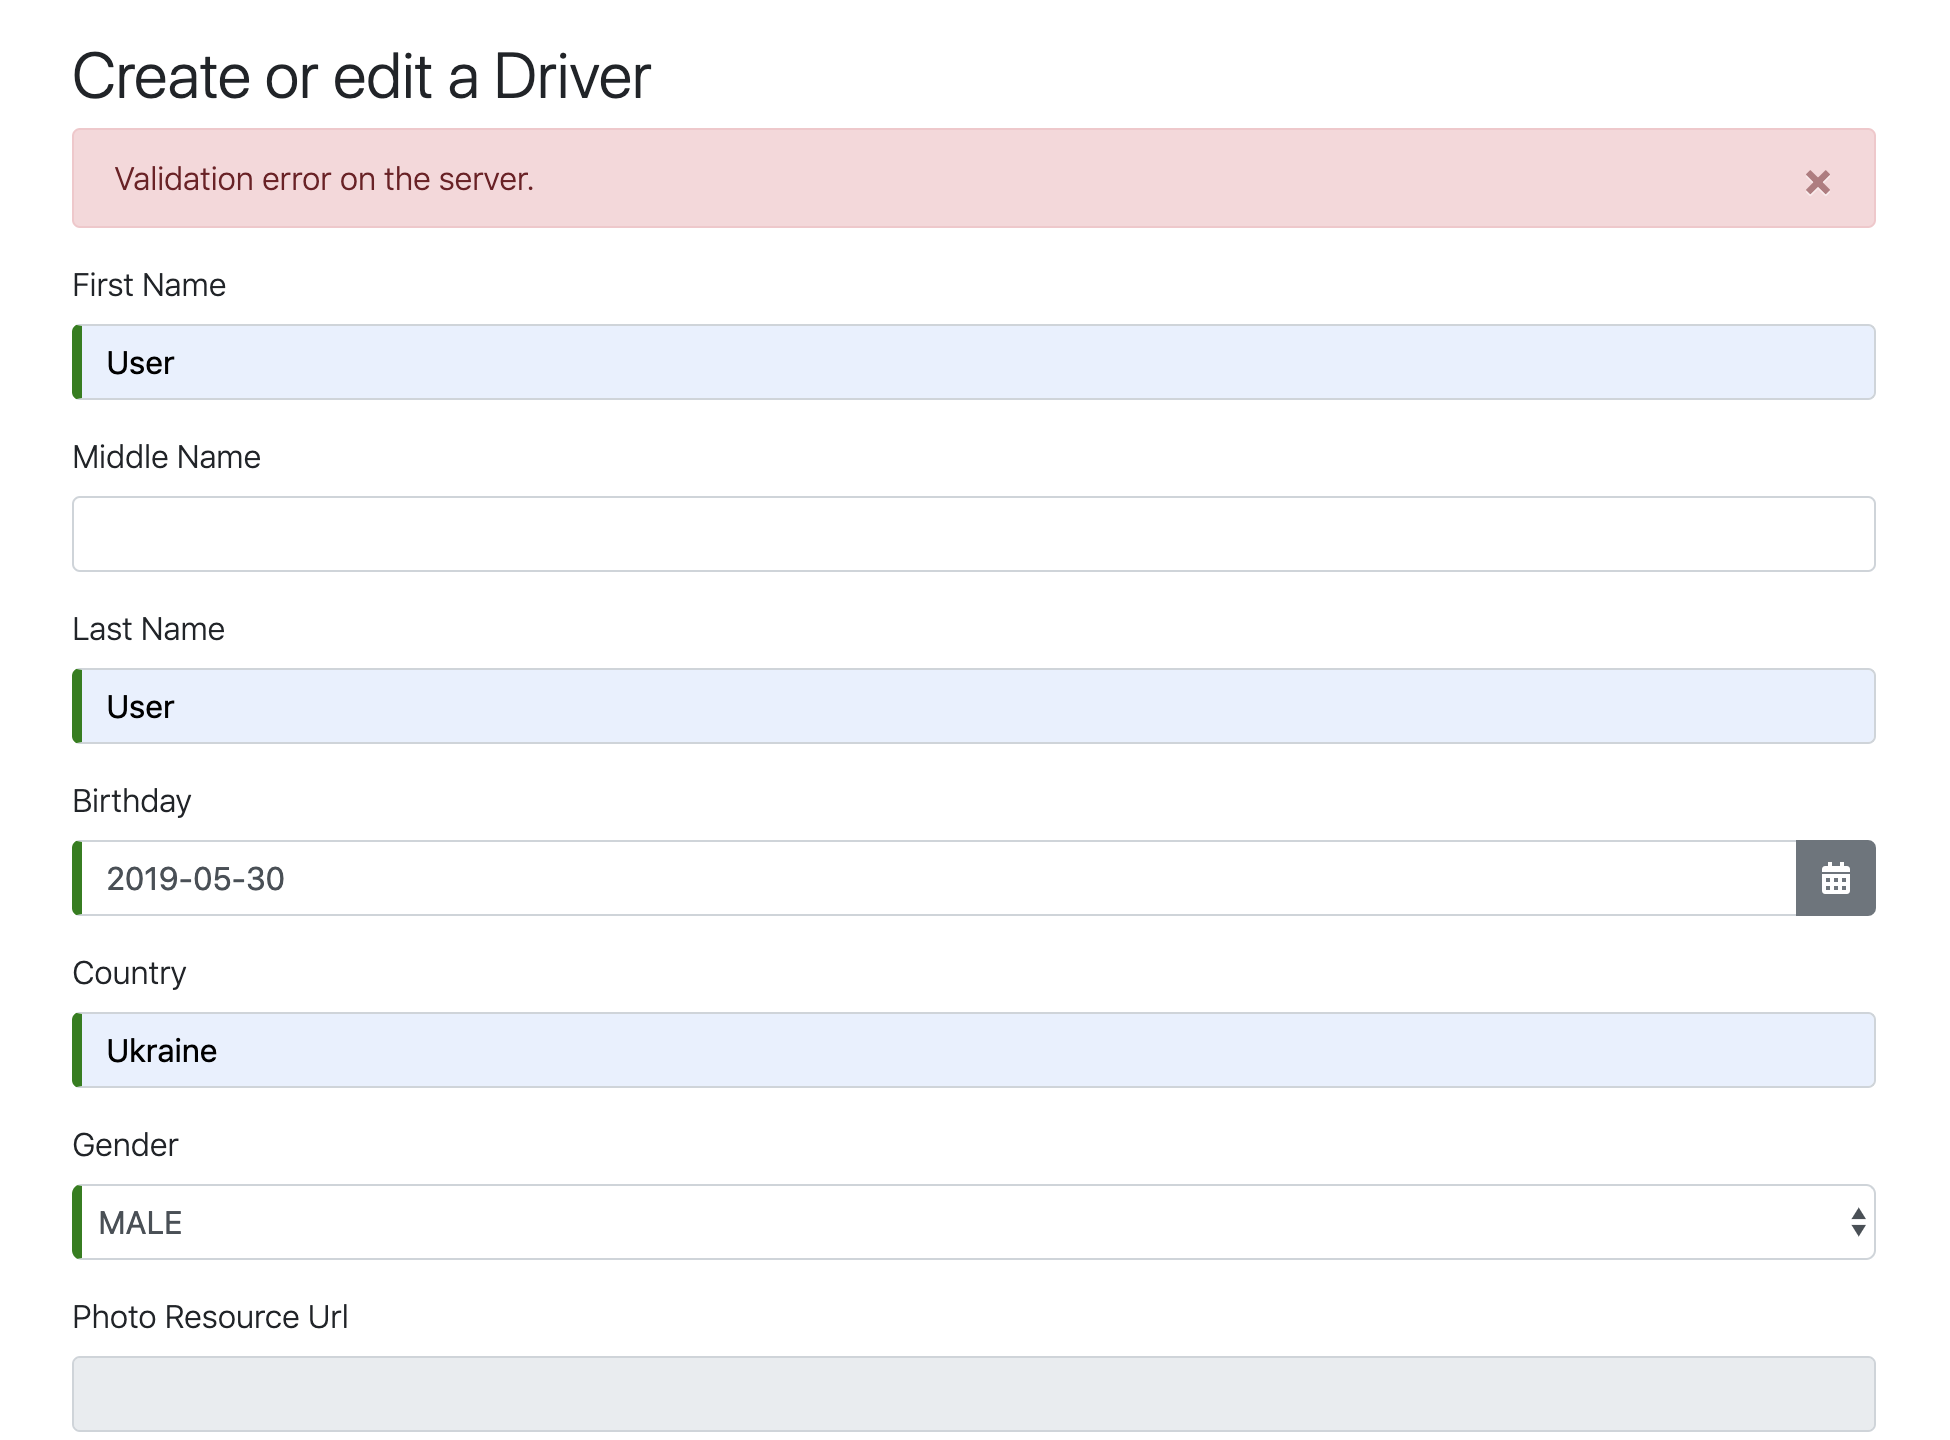 Create or edit a Driver
Validation error on the server.
×
First Name
User
Middle Name
Last Name
User
Birthday
2019-05-30
Country
Ukraine
Gender
MALE
Photo Resource Url